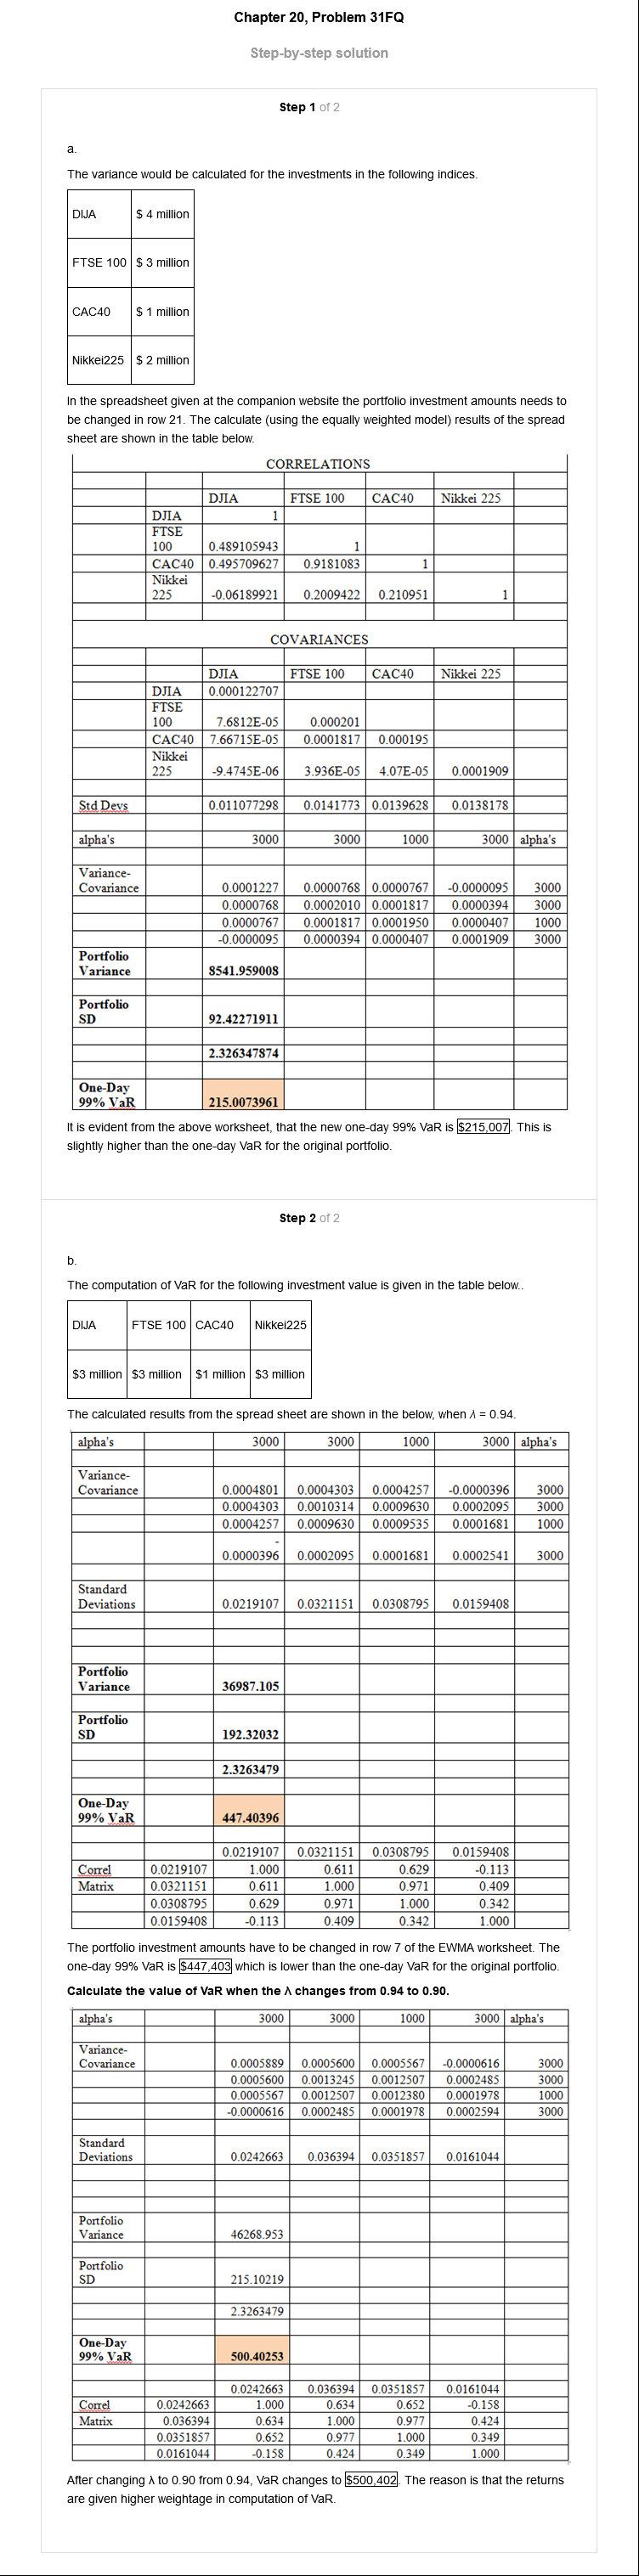 Chapter 20, Problem 31FQ
Step-by-step solution
Step 1 of 2
a.
The variance would be calculated for the investments in the following indices.
DIJA $ 4 million
FTSE 100 $ 3 million
CAC40 $ 1 million
Nikkei225 $ 2 million
In the spreadsheet given at the companion website the portfolio investment amounts needs to
be changed in row 21. The calculate (using the equally weighted model) results of the spread
sheet are shown in the table below.
CORRELATIONS
DJIA FTSE 100 CAC40 Nikkei 225
DJIA 1
FTSE
100 0.489105943 1
CAC40 0.495709627 0.9181083 1
Nikkei
225 -0.06189921 0.2009422 0.210951 1
COVARIANCES
DJIA FTSE 100 CAC40 Nikkei 225
DJIA 0.000122707
FTSE
100 7.6812E-05 0.000201
CAC40 7.66715E-05 0.0001817 0.000195
Nikkei
225 -9.4745E-06 3.936E-05 4.07E-05 0.0001909
Std Devs 0.011077298 0.0141773 0.0139628 0.0138178
alpha's 3000 3000 1000 3000 alpha's
Variance-
Covariance 0.0001227 0.0000768 0.0000767 -0.0000095 3000
0.0000768 0.0002010 0.0001817 0.0000394 3000
0.0000767 0.0001817 0.0001950 0.0000407 1000
-0.0000095 0.0000394 0.0000407 0.0001909 3000
Portfolio
Variance 8541.959008
Portfolio
SD 92.42271911
2.326347874
One-Day
99% VaR 215.0073961
It is evident from the above worksheet, that the new one-day 99% VaR is $215,007. This is
slightly higher than the one-day VaR for the original portfolio.
Step 2 of 2
b.
The computation of VaR for the following investment value is given in the table below..
DIJA FTSE 100 CAC40 Nikkei225
$3 million $3 million $1 million $3 million
The calculated results from the spread sheet are shown in the below, when λ = 0.94.
alpha's 3000 3000 1000 3000 alpha's
Variance-
Covariance 0.0004801 0.0004303 0.0004257 -0.0000396 3000
0.0004303 0.0010314 0.0009630 0.0002095 3000
0.0004257 0.0009630 0.0009535 0.0001681 1000
-
0.0000396 0.0002095 0.0001681 0.0002541 3000
Standard
Deviations 0.0219107 0.0321151 0.0308795 0.0159408
Portfolio
Variance 36987.105
Portfolio
SD 192.32032
2.3263479
One-Day
99% VaR 447.40396
0.0219107 0.0321151 0.0308795 0.0159408
Correl 0.0219107 1.000 0.611 0.629 -0.113
Matrix 0.0321151 0.611 1.000 0.971 0.409
0.0308795 0.629 0.971 1.000 0.342
0.0159408 -0.113 0.409 0.342 1.000
The portfolio investment amounts have to be changed in row 7 of the EWMA worksheet. The
one-day 99% VaR is $447,403 which is lower than the one-day VaR for the original portfolio.
Calculate the value of VaR when the Λ changes from 0.94 to 0.90.
alpha's 3000 3000 1000 3000 alpha's
Variance-
Covariance 0.0005889 0.0005600 0.0005567 -0.0000616 3000
0.0005600 0.0013245 0.0012507 0.0002485 3000
0.0005567 0.0012507 0.0012380 0.0001978 1000
-0.0000616 0.0002485 0.0001978 0.0002594 3000
Standard
Deviations 0.0242663 0.036394 0.0351857 0.0161044
Portfolio
Variance 46268.953
Portfolio
SD 215.10219
2.3263479
One-Day
99% VaR 500.40253
0.0242663 0.036394 0.0351857 0.0161044
Correl 0.0242663 1.000 0.634 0.652 -0.158
Matrix 0.036394 0.634 1.000 0.977 0.424
0.0351857 0.652 0.977 1.000 0.349
0.0161044 -0.158 0.424 0.349 1.000
After changing λ to 0.90 from 0.94, VaR changes to $500,402. The reason is that the returns
are given higher weightage in computation of VaR.